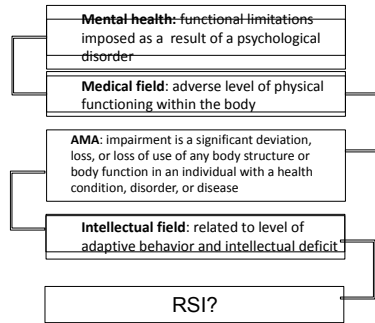 Mental health: functional limitations
imposed as a result of a psychological
disorder
Medical field: adverse level of physical
functioning within the body
AMA: impairment is a significant deviation,
loss, or loss of use of any body structure or
body function in an individual with a health
condition, disorder, or disease
Intellectual field: related to level of
adaptive behavior and intellectual deficit
RSI?